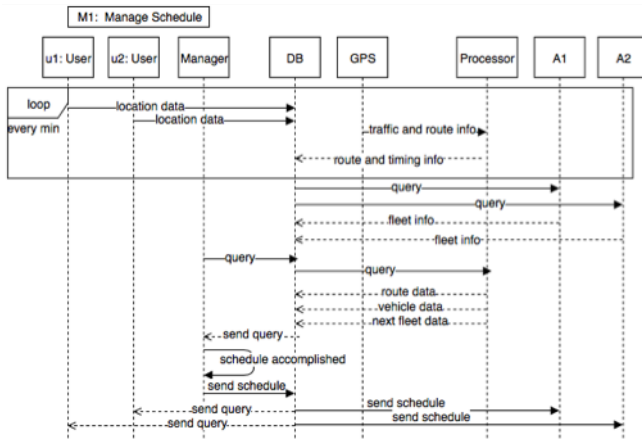 M1: Manage Schedule
u1: User
u2: User
Manager
DB
GPS
Processor
A1
A2
loop
every min
location data
location data
traffic and route info
route and timing info
query
query
fleet info
fleet info
query
query
route data
vehicle data
next fleet data
send query
schedule accomplished
send schedule
send query
send schedule
send query
send schedule